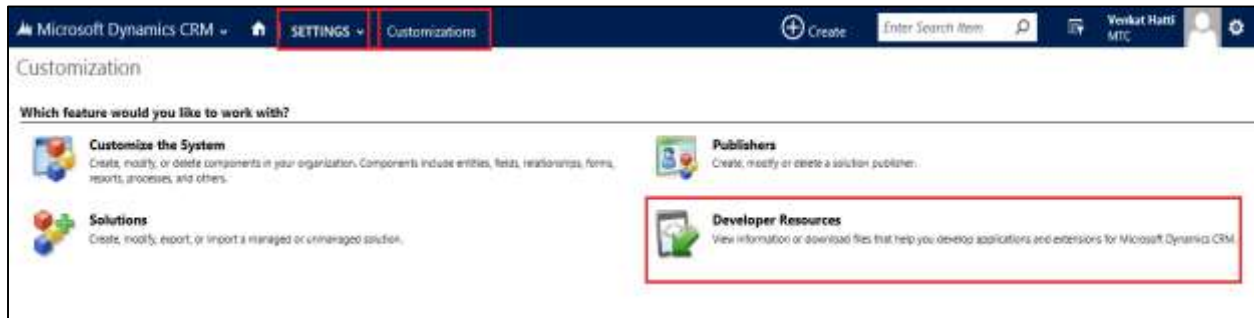 Microsoft Dynamics CRM
SETTINGS
Customizations
Create
Enter Search Item
Venkat Hatti
MTC
Customization
Which feature would you like to work with?
Customize the System
Create, modify, or delete components in your organization. Components include entities, fields, relationships, forms,
reports, processes, and others.
Publishers
Create, modify or delete a solution publisher.
Solutions
Create, modify, export, or import a managed or unmanaged solution.
Developer Resources
View information or download files that help you develop applications and extensions for Microsoft Dynamics CRM.